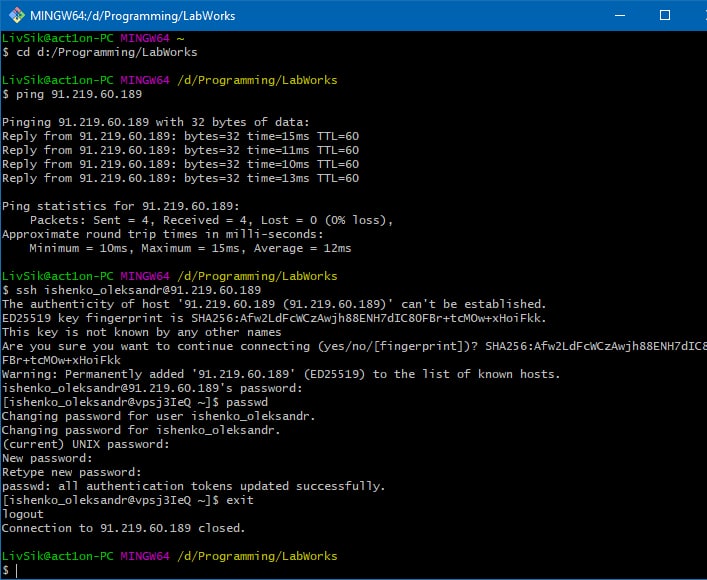 MINGW64:/d/Programming/LabWorks
LivSik@act1on-PC MINGW64 ~
$ cd d:/Programming/LabWorks
LivSik@act1on-PC MINGW64 /d/Programming/LabWorks
$ ping 91.219.60.189
Pinging 91.219.60.189 with 32 bytes of data:
Reply from 91.219.60.189: bytes=32 time=15ms TTL=60
Reply from 91.219.60.189: bytes=32 time=11ms TTL=60
Reply from 91.219.60.189: bytes=32 time=10ms TTL=60
Reply from 91.219.60.189: bytes=32 time=13ms TTL=60
Ping statistics for 91.219.60.189:
Packets: Sent = 4, Received = 4, Lost = 0 (0% loss),
Approximate round trip times in milli-seconds:
Minimum = 10ms, Maximum = 15ms, Average = 12ms
LivSik@act1on-PC MINGW64 /d/Programming/LabWorks
$ ssh ishenko_oleksandr@91.219.60.189
The authenticity of host '91.219.60.189 (91.219.60.189)' can't be established.
ED25519 key fingerprint is SHA256:Afw2LdFcWCzAwjh88ENH7dIC8OFBr+tcMOw+xHoiFkk.
This key is not known by any other names
Are you sure you want to continue connecting (yes/no/[fingerprint])? SHA256:Afw2LdFcWCzAwjh88ENH7dIC8
FBr+tcMOw+xHoiFkk
Warning: Permanently added '91.219.60.189' (ED25519) to the list of known hosts.
ishenko_oleksandr@91.219.60.189's password:
[ishenko_oleksandr@vpsj3IeQ ~]$ passwd
Changing password for user ishenko_oleksandr.
Changing password for ishenko_oleksandr.
(current) UNIX password:
New password:
Retype new password:
passwd: all authentication tokens updated successfully.
[ishenko_oleksandr@vpsj3IeQ ~]$ exit
logout
Connection to 91.219.60.189 closed.
LivSik@act1on-PC MINGW64 /d/Programming/LabWorks
$